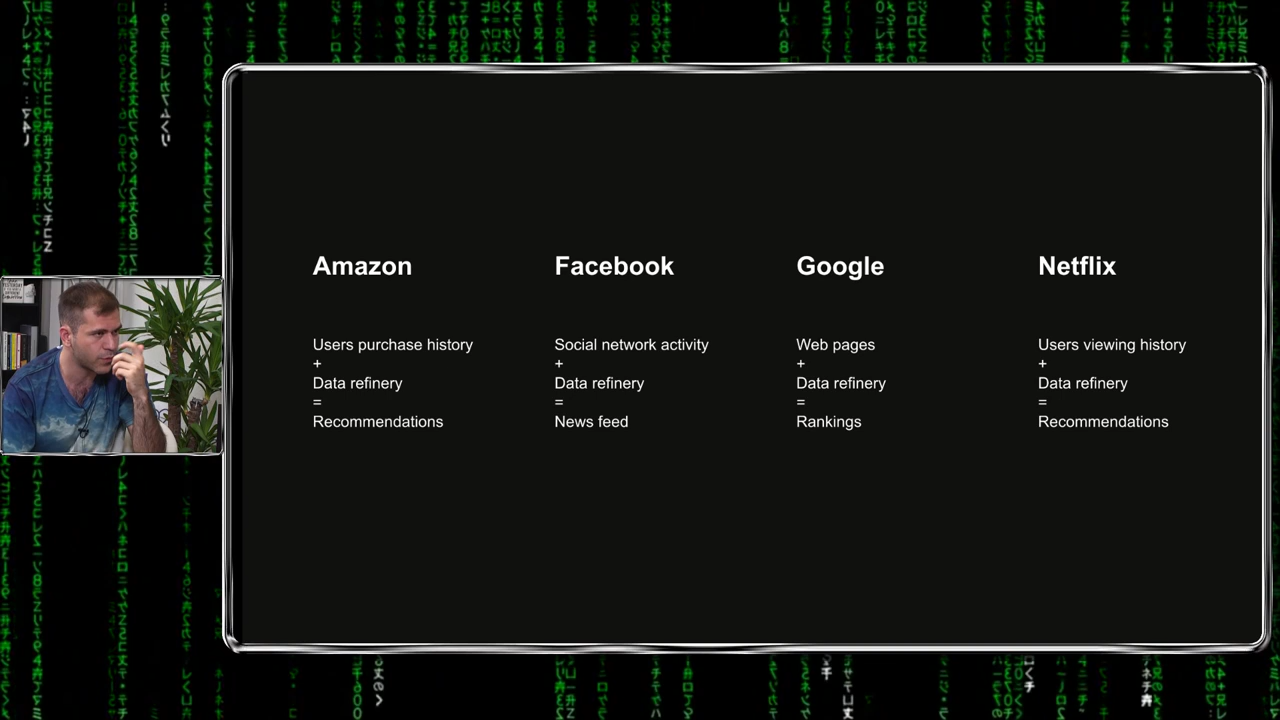 Amazon
Users purchase history
+
Data refinery
=
Recommendations
Facebook
Social network activity
+
Data refinery
=
News feed
Google
Web pages
+
Data refinery
=
Rankings
Netflix
Users viewing history
+
Data refinery
=
Recommendations